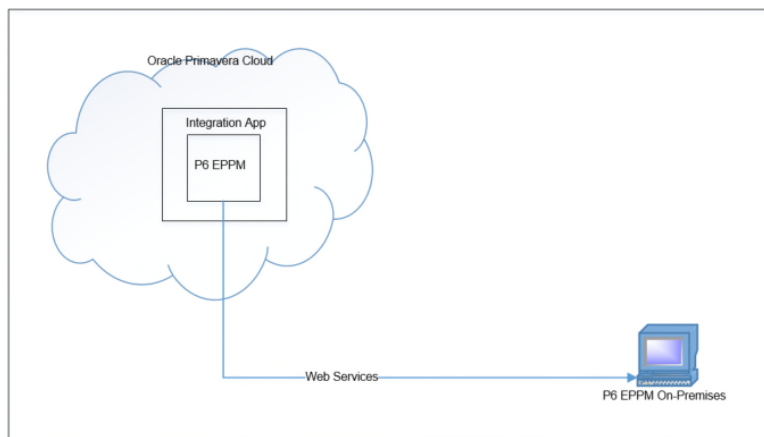 Oracle Primavera Cloud
Integration App
P6 EPPM
Web Services
P6 EPPM On-Premises